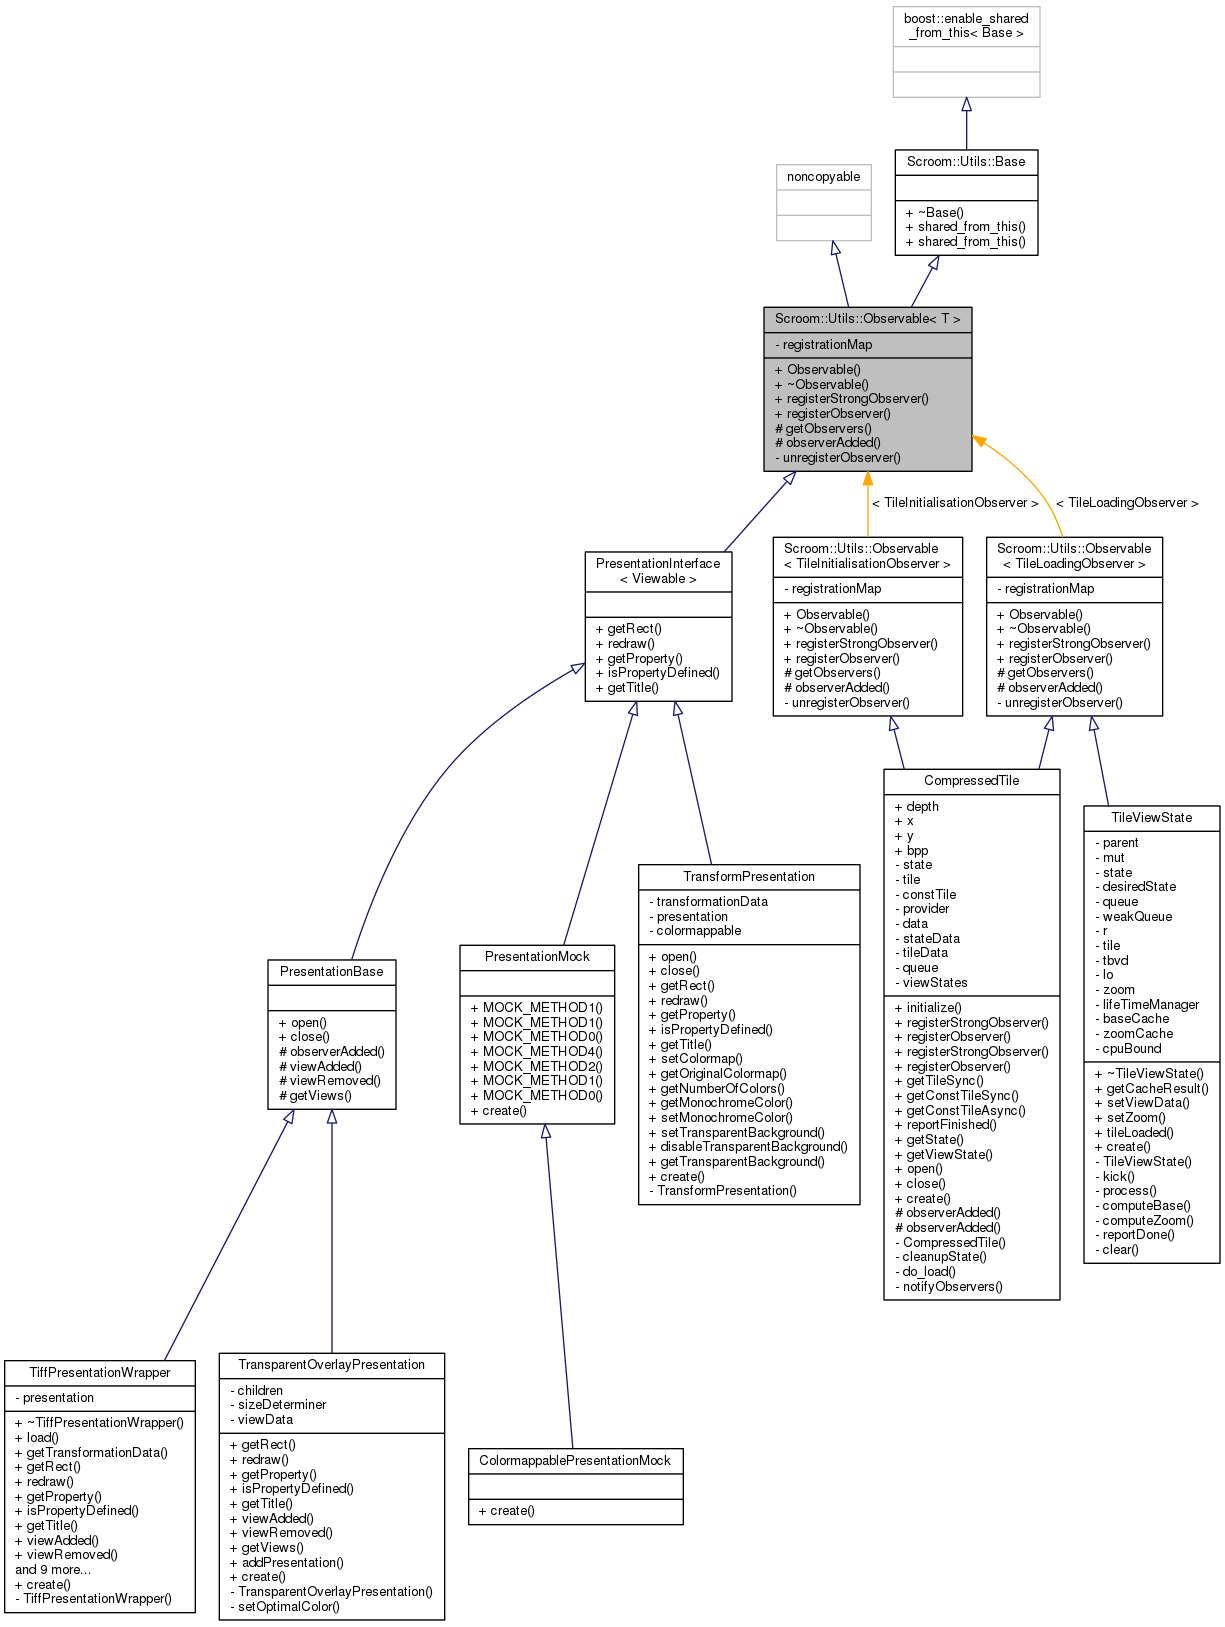 boost::enable_shared
_from_this< Base >
Scroom::Utils::Base
+ ~Base()
+ shared_from_this()
+ shared_from_this()
noncopyable
Scroom::Utils::Observable< T >
- registrationMap
+ Observable()
+ ~Observable()
+ registerStrongObserver()
+ registerObserver()
# getObservers()
# observerAdded()
- unregisterObserver()
< TileInitialisationObserver >
< TileLoadingObserver >
PresentationInterface
< Viewable >
+ getRect()
+ redraw()
+ getProperty()
+ isPropertyDefined()
+ getTitle()
Scroom::Utils::Observable
< TileInitialisationObserver >
- registrationMap
+ Observable()
+ ~Observable()
+ registerStrongObserver()
+ registerObserver()
# getObservers()
# observerAdded()
- unregisterObserver()
Scroom::Utils::Observable
< TileLoadingObserver >
- registrationMap
+ Observable()
+ ~Observable()
+ registerStrongObserver()
+ registerObserver()
# getObservers()
# observerAdded()
- unregisterObserver()
CompressedTile
+ depth
+ x
+ y
+ bpp
- state
- tile
- constTile
- provider
- data
- stateData
- tileData
- queue
- viewStates
+ initialize()
+ registerStrongObserver()
+ registerObserver()
+ registerStrongObserver()
+ registerObserver()
+ getTileSync()
+ getConstTileSync()
+ getConstTileAsync()
+ reportFinished()
+ getState()
+ getViewState()
+ open()
+ close()
+ create()
# observerAdded()
# observerAdded()
- CompressedTile()
- cleanupState()
- do_load()
- notifyObservers()
TileViewState
- parent
- mut
- state
- desiredState
- queue
- weakQueue
- r
- tile
- tbvd
- lo
- zoom
- lifeTimeManager
- baseCache
- zoomCache
- cpuBound
+ ~TileViewState()
+ getCacheResult()
+ setViewData()
+ setZoom()
+ tileLoaded()
+ create()
- TileViewState()
- kick()
- process()
- computeBase()
- computeZoom()
- reportDone()
- clear()
TransformPresentation
- transformationData
- presentation
- colormappable
+ open()
+ close()
+ getRect()
+ redraw()
+ getProperty()
+ isPropertyDefined()
+ getTitle()
+ setColormap()
+ getOriginalColormap()
+ getNumberOfColors()
+ getMonochromeColor()
+ setMonochromeColor()
+ setTransparentBackground()
+ disableTransparentBackground()
+ getTransparentBackground()
+ create()
- TransformPresentation()
PresentationMock
+ MOCK_METHOD1()
+ MOCK_METHOD1()
+ MOCK_METHOD0()
+ MOCK_METHOD4()
+ MOCK_METHOD2()
+ MOCK_METHOD1()
+ MOCK_METHOD0()
+ create()
PresentationBase
+ open()
+ close()
# observerAdded()
# viewAdded()
# viewRemoved()
# getViews()
TiffPresentationWrapper
- presentation
+ ~TiffPresentationWrapper()
+ load()
+ getTransformationData()
+ getRect()
+ redraw()
+ getProperty()
+ isPropertyDefined()
+ getTitle()
+ viewAdded()
+ viewRemoved()
and 9 more...
+ create()
- TiffPresentationWrapper()
TransparentOverlayPresentation
- children
- sizeDeterminer
- viewData
+ getRect()
+ redraw()
+ getProperty()
+ isPropertyDefined()
+ getTitle()
+ viewAdded()
+ viewRemoved()
+ getViews()
+ addPresentation()
+ create()
- TransparentOverlayPresentation()
- setOptimalColor()
ColormappablePresentationMock
+ create()